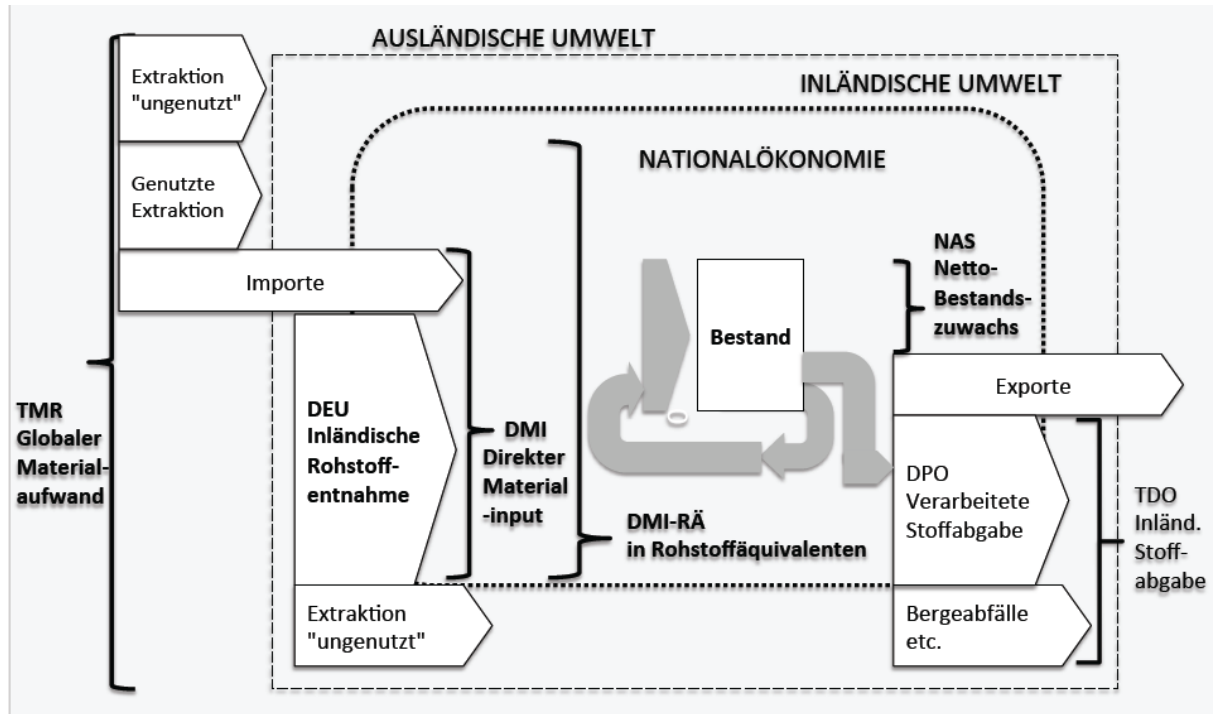 AUSLÄNDISCHE UMWELT
INLÄNDISCHE UMWELT
NATIONALÖKONOMIE
Extraktion
"ungenutzt"
Genutzte
Extraktion
Importe
TMR
Globaler
Material-
aufwand
DEU
Inländische
Rohstoff-
entnahme
Extraktion
"ungenutzt"
DMI
Direkter
Material
-input
DMI-RÄ
in Rohstoffäquivalenten
Bestand
NAS
Netto-
Bestands-
zuwachs
Exporte
DPO
Verarbeitete
Stoffabgabe
Bergeabfälle
etc.
TDO
Inländ.
Stoff-
abgabe